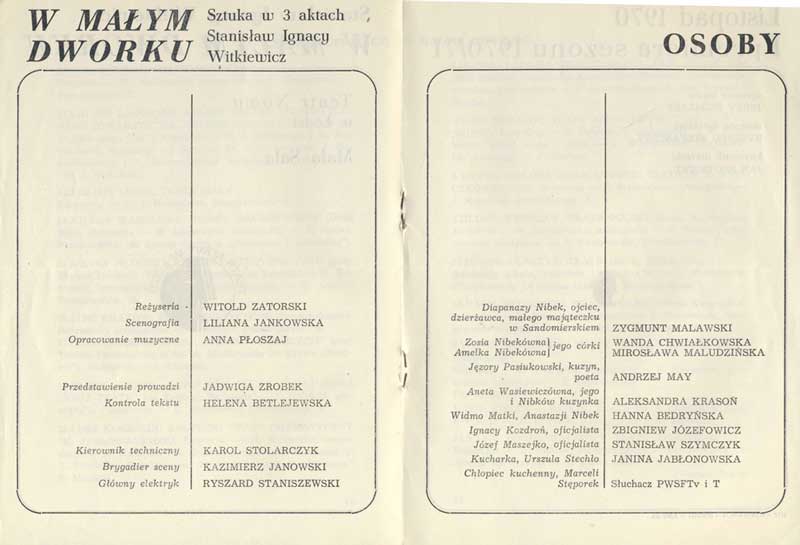 W MAŁYM
DWORKU
Sztuka w 3 aktach
Stanisław Ignacy
Witkiewicz
Reżyseria - WITOLD ZATORSKI
Scenografia LILIANA JANKOWSKA
Opracowanie muzyczne ANNA PŁOSZAJ
Przedstawienie prowadzi JADWIGA ZROBEK
Kontrola tekstu HELENA BETLEJEWSKA
Kierownik techniczny KAROL STOLARCZYK
Brygadier sceny KAZIMIERZ JANOWSKI
Główny elektryk RYSZARD STANISZEWSKI
OSOBY
Diapanazy Nibek, ojciec,
dzierżawca, małego majateczku
w Sandomierskiem ZYGMUNT MALAWSKI
Zosia Nibekówna} jego córki WANDA CHWIAŁKOWSKA
Amelka Nibekówna} MIROSŁAWA MALUDZIŃSKA
Jęzory Pasiukowski, kuzyn,
poeta ANDRZEJ MAY
Aneta Wasiewiczówna, jego
i Nibków kuzynka ALEKSANDRA KRASOŃ
Widmo Matki, Anastazji Nibek HANNA BEDRYŃSKA
Ignacy Kozdroń, oficjalista ZBIGNIEW JÓZEFOWICZ
Józef Maszejko, oficjalista STANISŁAW SZYMCZYK
Kucharka, Urszula Stechło JANINA JABŁONOWSKA
Chłopiec kuchenny, Marceli
Stęporek Słuchacz PWSFTv i T